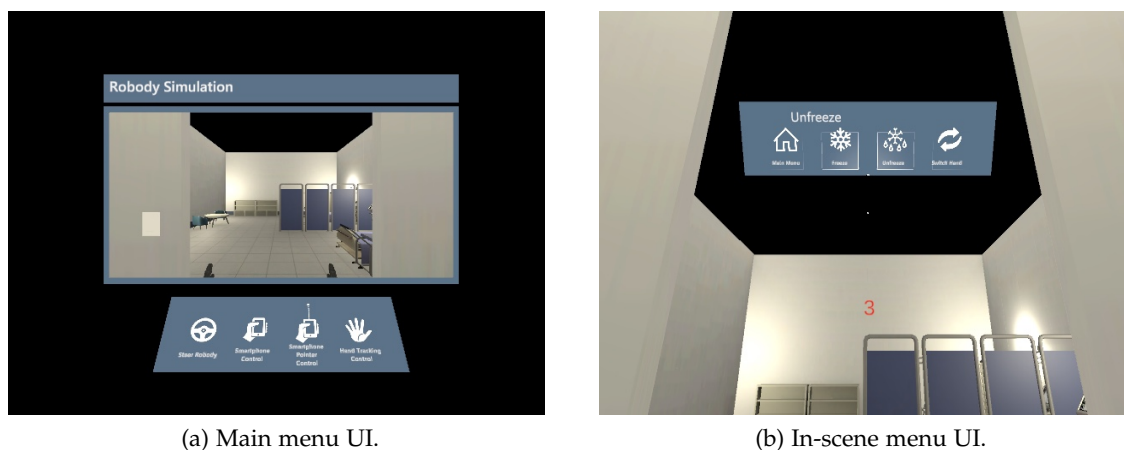 Robody Simulation
Steer Robody
Smartphone
Control
Smartphone
Pointer
Control
Hand Tracking
Control
(a) Main menu UI.
Unfreeze
Main Menu
Freeze
Unfreeze
Switch Hand
3
(b) In-scene menu UI.